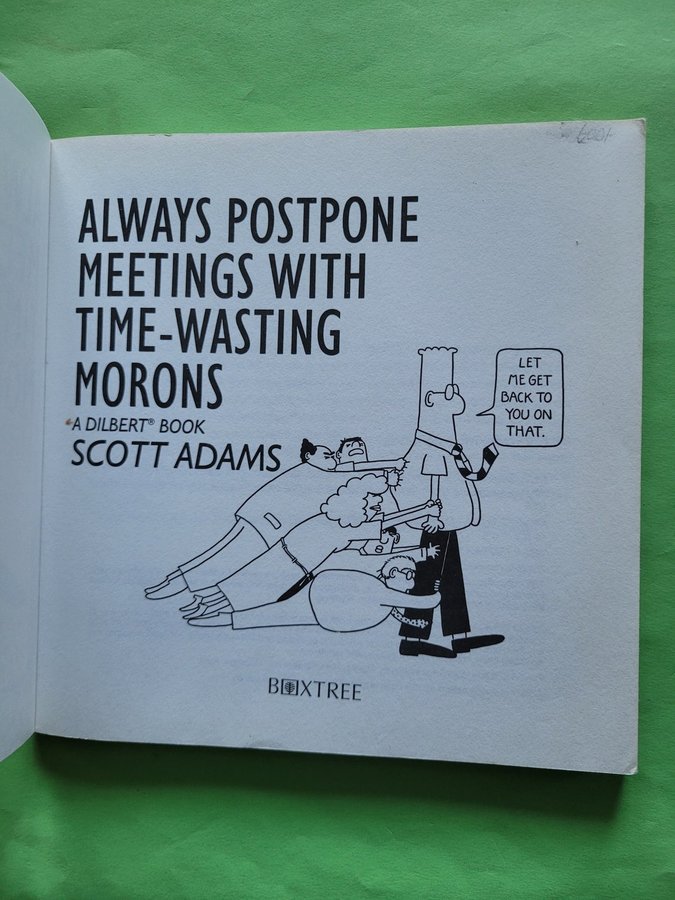 ALWAYS POSTPONE
MEETINGS WITH
TIME-WASTING
MORONS
A DILBERT® BOOK
SCOTT ADAMS
LET
ME GET
BACK TO
YOU ON
THAT.
BOXTREE